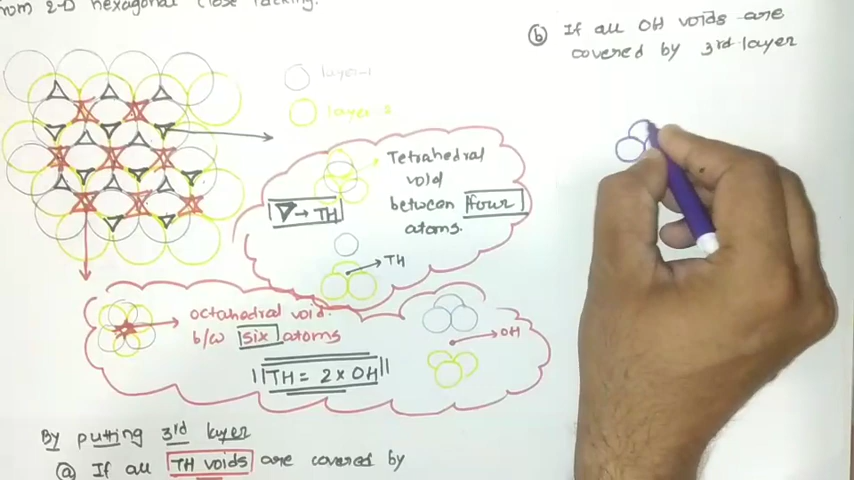 from 2-D hexagonal close packing.
layer-1
layer-2
Tetrahedral
void
between four
atoms.
▽ → TH
TH
octahedral void.
b/w six atoms
OH
||TH = 2 x OH||
By putting 3rd layer
(a) If all TH voids are covered by
(b) If all OH voids are
covered by 3rd layer